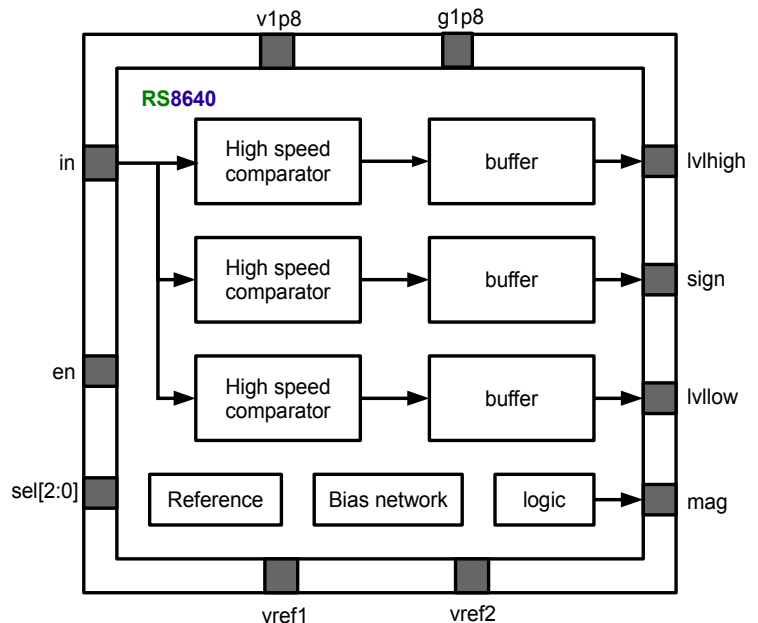 v1p8
g1p8
RS8640
in
High speed
comparator
buffer
lvlhigh
High speed
comparator
buffer
sign
en
High speed
comparator
buffer
lvllow
sel[2:0]
Reference
Bias network
logic
mag
vref1
vref2